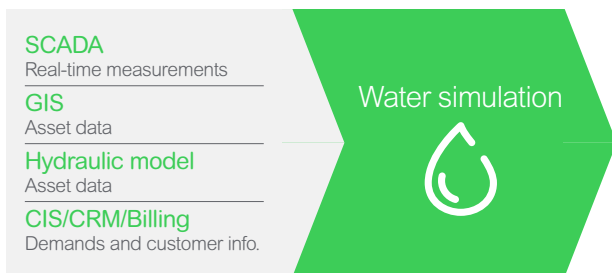 SCADA
Real-time measurements
GIS
Asset data
Hydraulic model
Asset data
CIS/CRM/Billing
Demands and customer info.
Water simulation